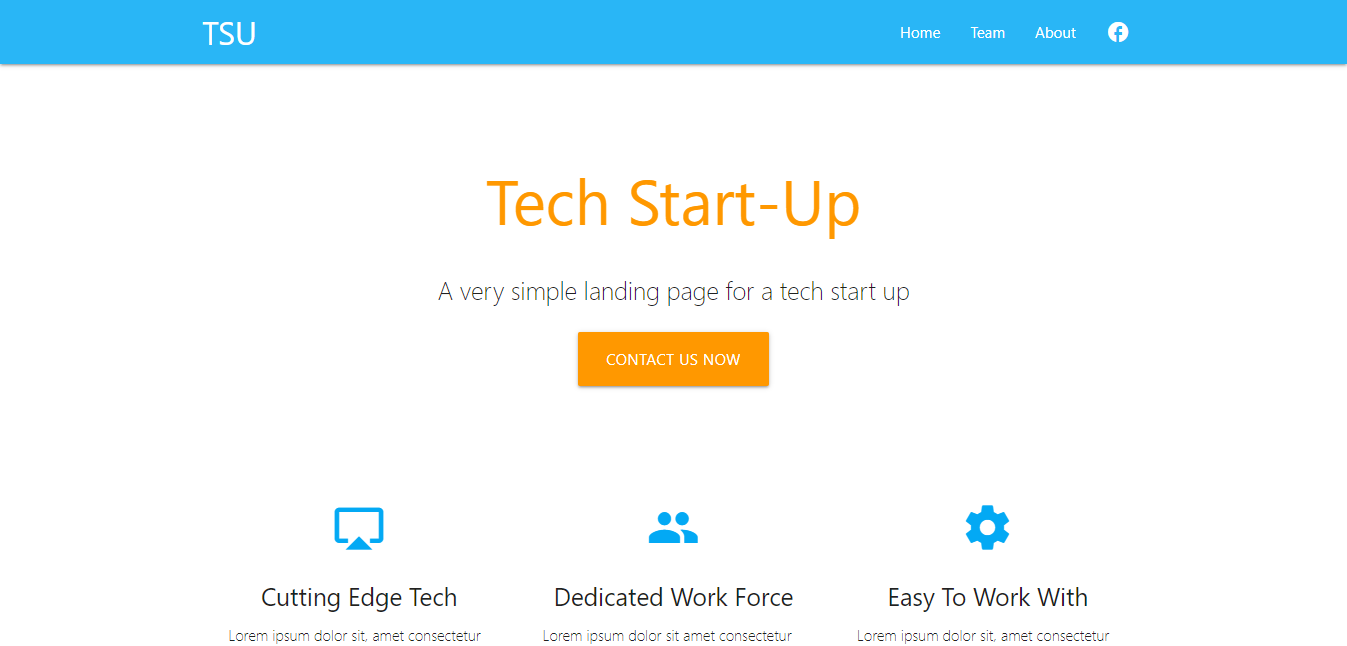 TSU
Home Team About
Tech Start-Up
A very simple landing page for a tech start up
CONTACT US NOW
Cutting Edge Tech
Lorem ipsum dolor sit, amet consectetur
Dedicated Work Force
Lorem ipsum dolor sit amet consectetur
Easy To Work With
Lorem ipsum dolor sit, amet consectetur